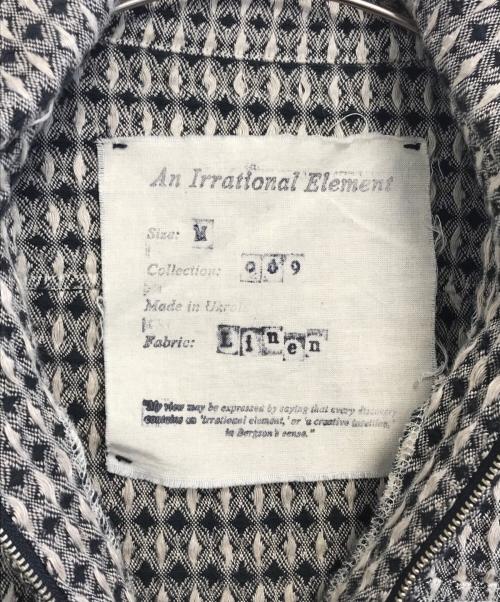 An Irrational Element
Size: M
Collection: 009
Made in
Fabric: Linen
"My view may be expressed by saying that every discovery
contains an 'irrational element,' or 'a creative intuition,'
in Bergson's sense."